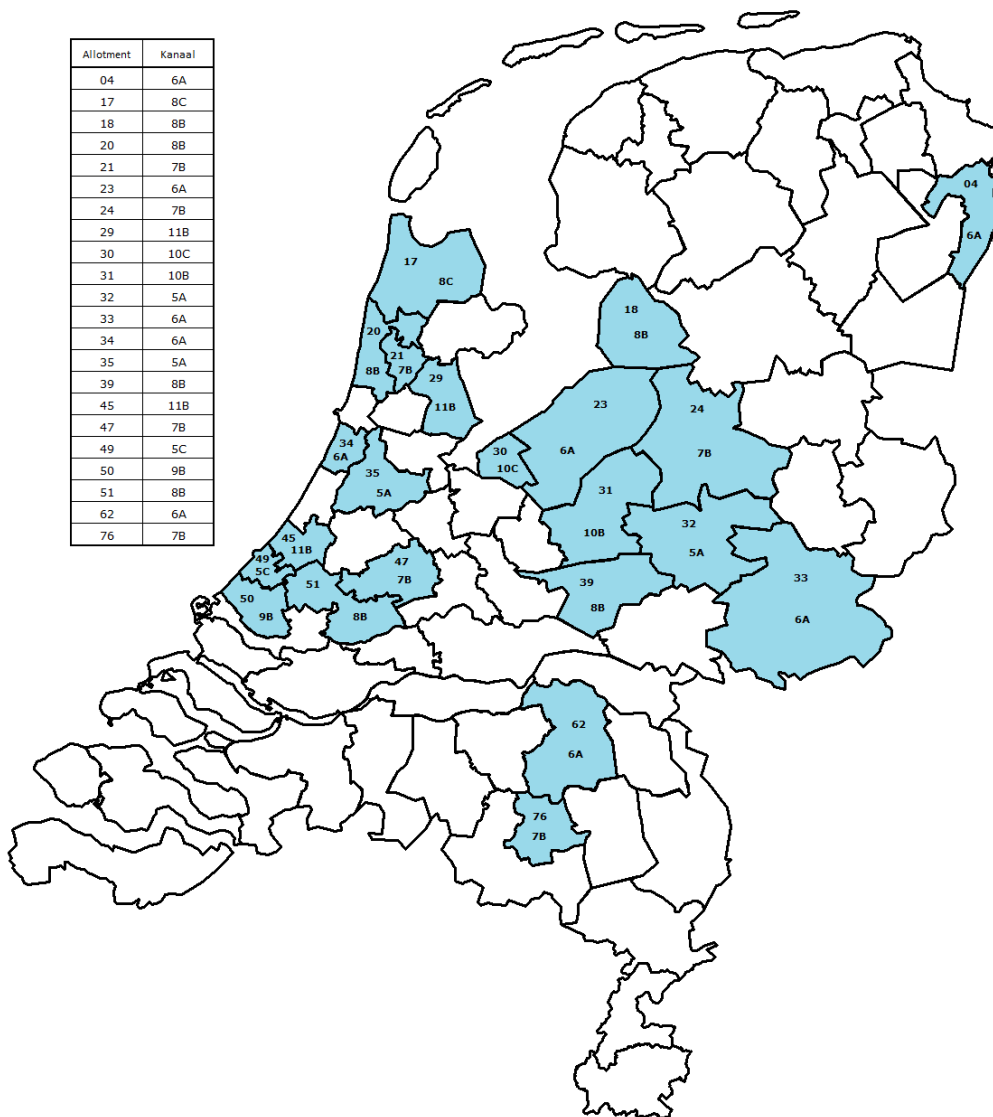 Allotment Kanaal
04 6A
17 8C
18 8B
20 8B
21 7B
23 6A
24 7B
29 11B
30 10C
31 10B
32 5A
33 6A
34 6A
35 5A
39 8B
45 11B
47 7B
49 5C
50 9B
51 8B
62 6A
76 7B
04
6A
17
8C
18
8B
20
8B
21
7B
29
11B
23
6A
24
7B
34
6A
35
5A
30
10C
31
10B
32
5A
33
6A
45
11B
49
5C
47
7B
51
8B
50
9B
39
8B
62
6A
76
7B